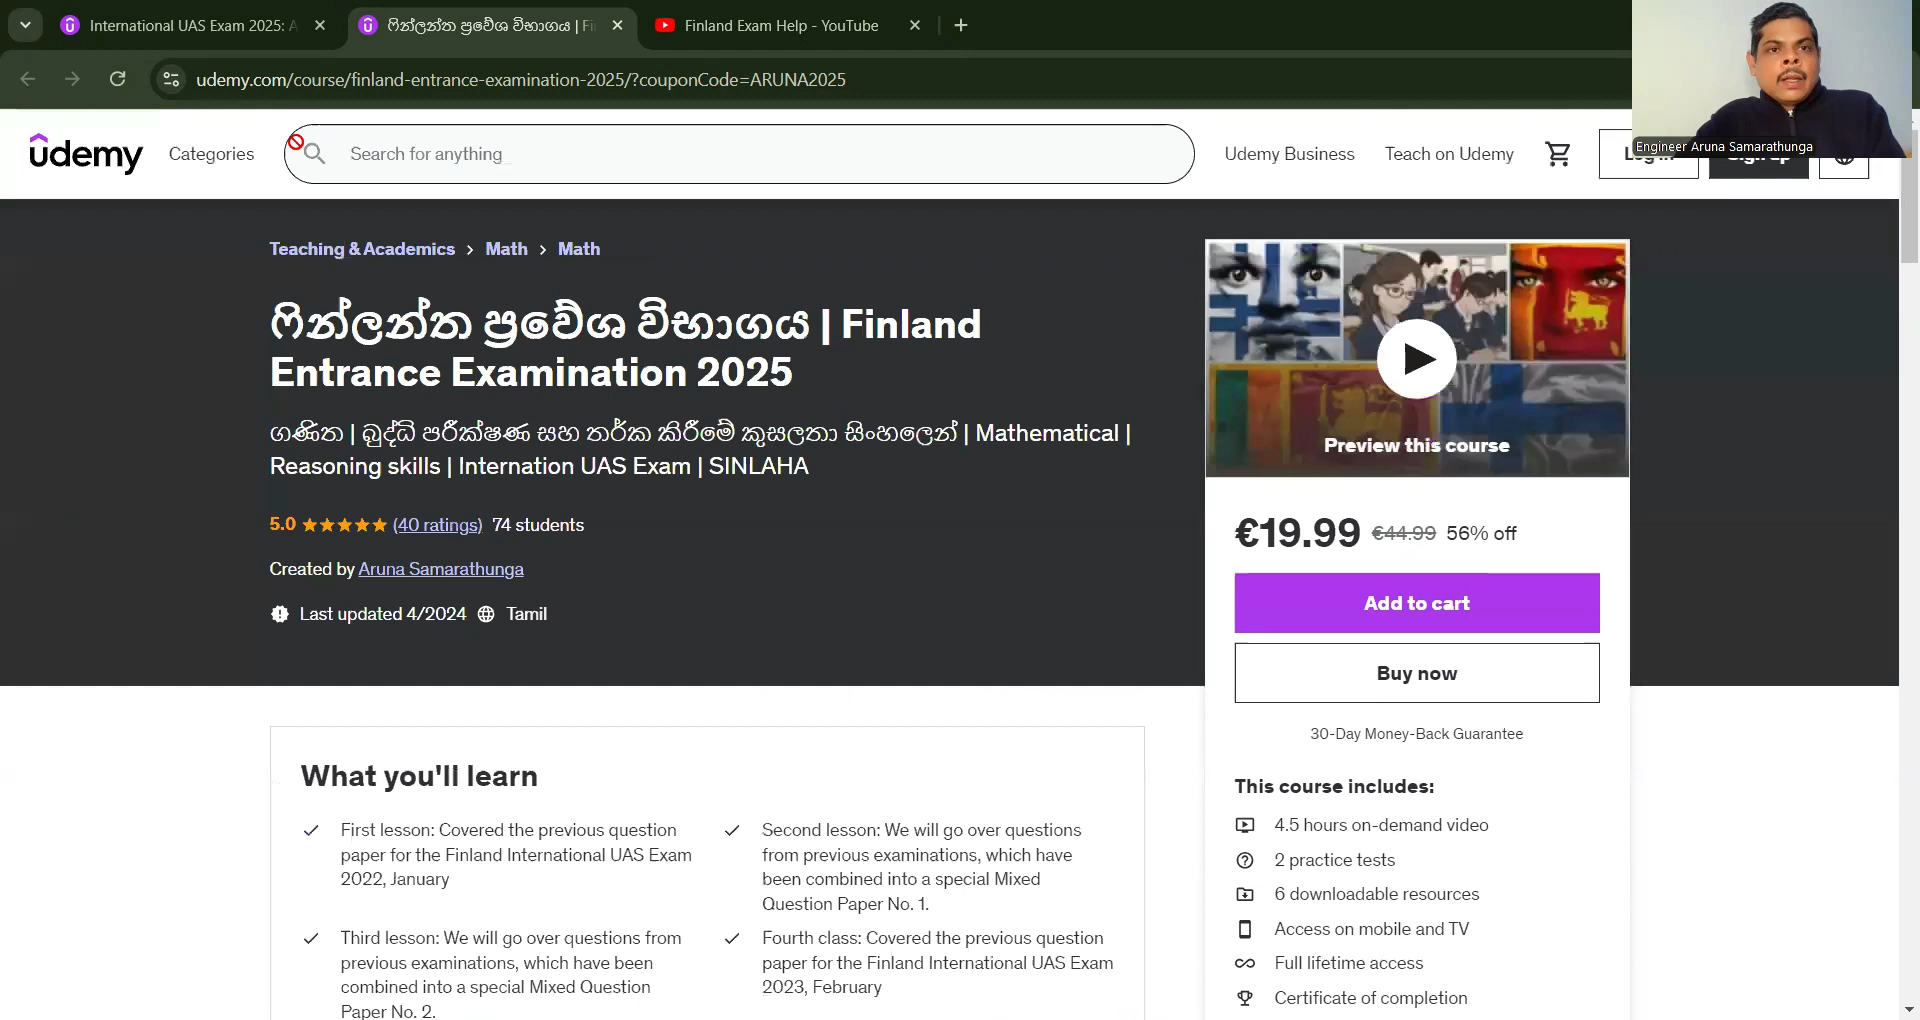 International UAS Exam 2025: A
ෆින්ලන්ත ප්‍රවේශ විභාගය | Fi
Finland Exam Help - YouTube
udemy.com/course/finland-entrance-examination-2025/?couponCode=ARUNA2025
Engineer Aruna Samarathunga
udemy
Categories
Search for anything
Udemy Business
Teach on Udemy
Log in
Sign up
Teaching & Academics > Math > Math
ෆින්ලන්ත ප්‍රවේශ විභාගය | Finland
Entrance Examination 2025
ගණිත | බුද්ධි පරීක්ෂණ සහ තර්ක කිරීමේ කුසලතා සිංහලෙන් | Mathematical |
Reasoning skills | Internation UAS Exam | SINLAHA
5.0 (40 ratings) 74 students
Created by Aruna Samarathunga
Last updated 4/2024 Tamil
Preview this course
€19.99 €44.99 56% off
Add to cart
Buy now
30-Day Money-Back Guarantee
This course includes:
4.5 hours on-demand video
2 practice tests
6 downloadable resources
Access on mobile and TV
Full lifetime access
Certificate of completion
What you'll learn
First lesson: Covered the previous question
paper for the Finland International UAS Exam
2022, January
Second lesson: We will go over questions
from previous examinations, which have
been combined into a special Mixed
Question Paper No. 1.
Third lesson: We will go over questions from
previous examinations, which have been
combined into a special Mixed Question
Paper No. 2.
Fourth class: Covered the previous question
paper for the Finland International UAS Exam
2023, February